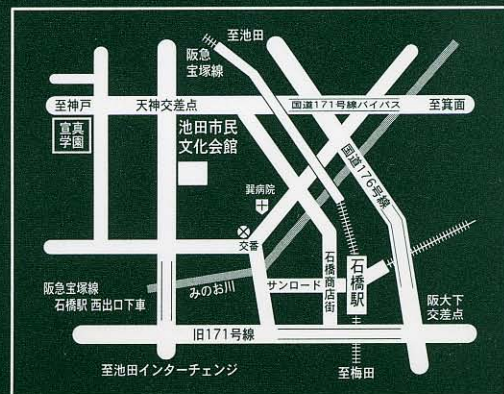 至池田
阪急
宝塚線
至神戸
天神交差点
国道171号線バイパス
至箕面
宣真
学園
池田市民
文化会館
国道176号線
巽病院
交番
阪急宝塚線
石橋駅 西出口下車
みのお川
サンロード
石橋商店街
石橋駅
阪大下
交差点
旧171号線
至池田インターチェンジ
至梅田